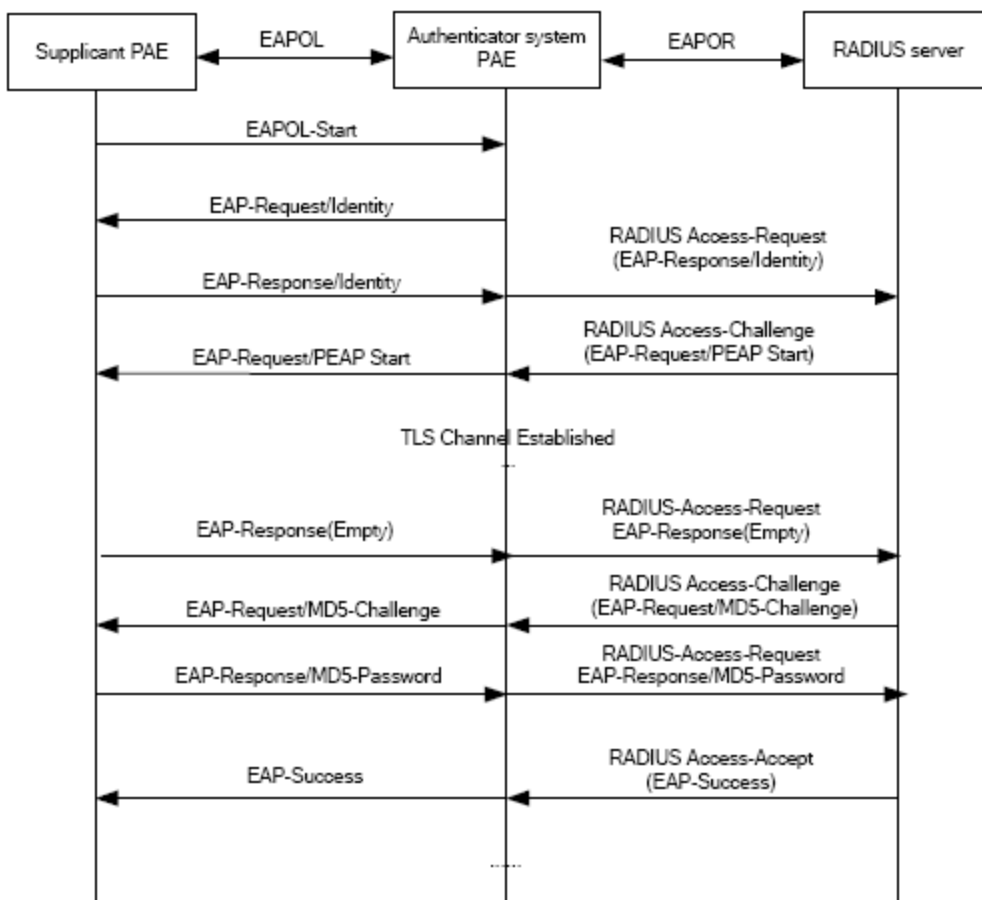 Supplicant PAE
EAPOL
Authenticator system
PAE
EAPOR
RADIUS server
EAPOL-Start
EAP-Request/Identity
RADIUS Access-Request
(EAP-Response/Identity)
EAP-Response/Identity
RADIUS Access-Challenge
(EAP-Request/PEAP Start)
EAP-Request/PEAP Start
TLS Channel Established
RADIUS-Access-Request
EAP-Response(Empty)
EAP-Response(Empty)
RADIUS Access-Challenge
(EAP-Request/MD5-Challenge)
EAP-Request/MD5-Challenge
RADIUS-Access-Request
EAP-Response/MD5-Password
EAP-Response/MD5-Password
RADIUS Access-Accept
(EAP-Success)
EAP-Success